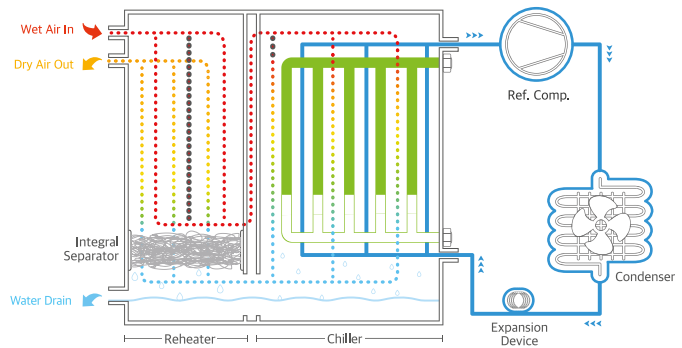 Wet Air In
Dry Air Out
Ref. Comp.
Integral
Separator
Condenser
Water Drain
Expansion
Device
Reheater
Chiller